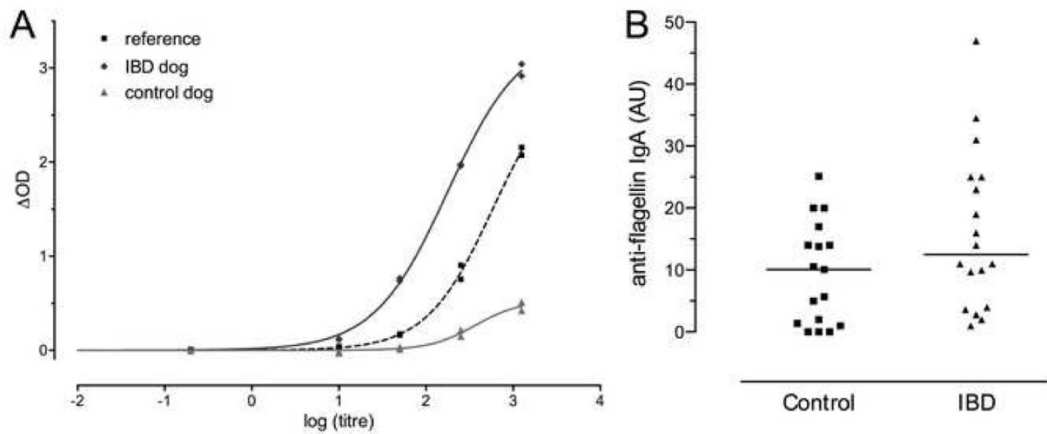 A
reference
IBD dog
control dog
3
2
1
0
ΔOD
-2 -1 0 1 2 3 4
log (titre)
B
50
40
30
20
10
0
anti-flagellin IgA (AU)
Control IBD